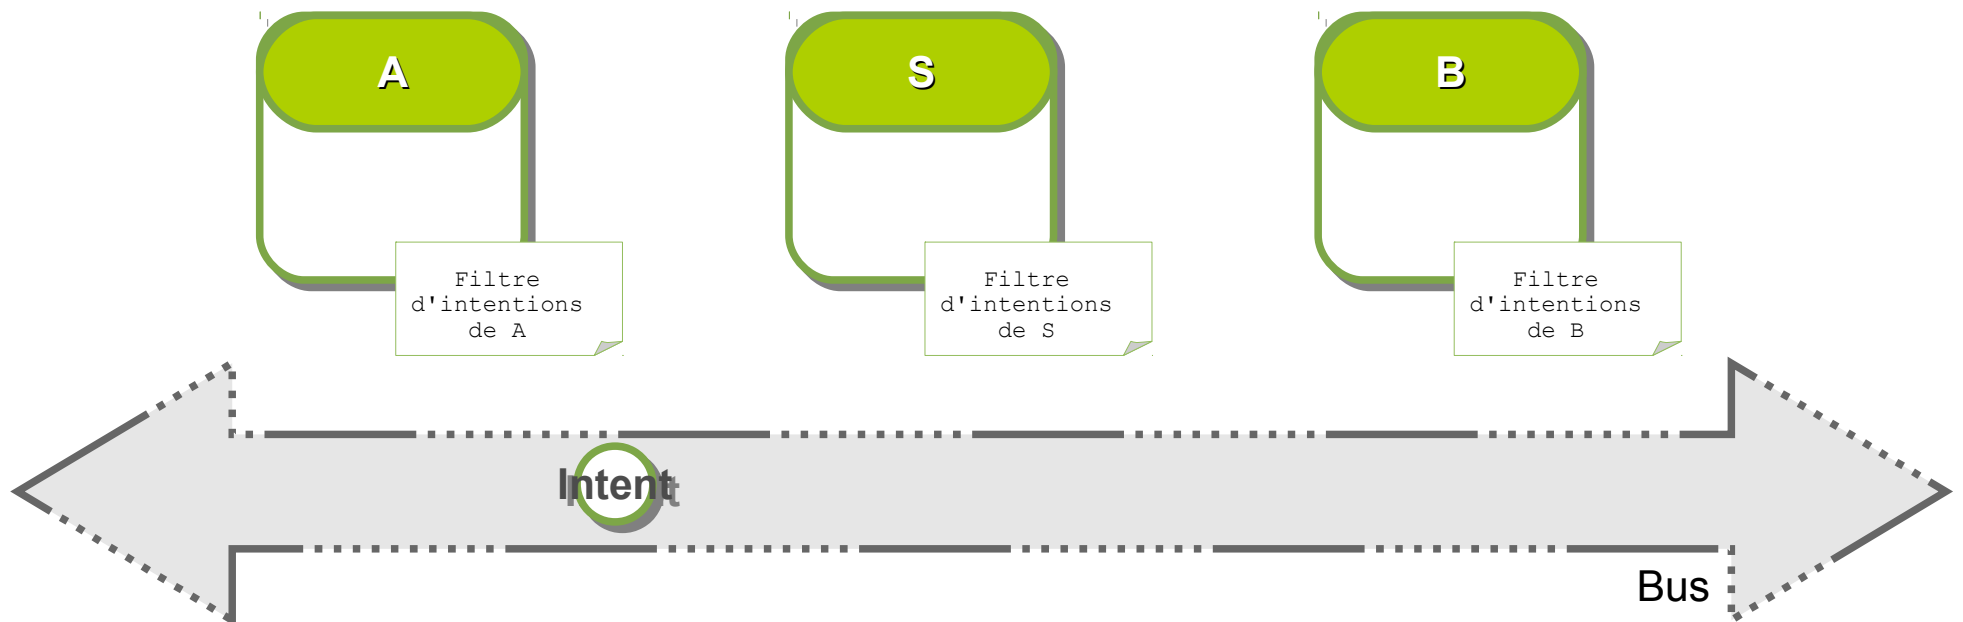 A
S
B
Filtre
d'intentions
de A
Filtre
d'intentions
de S
Filtre
d'intentions
de B
Intent
Bus